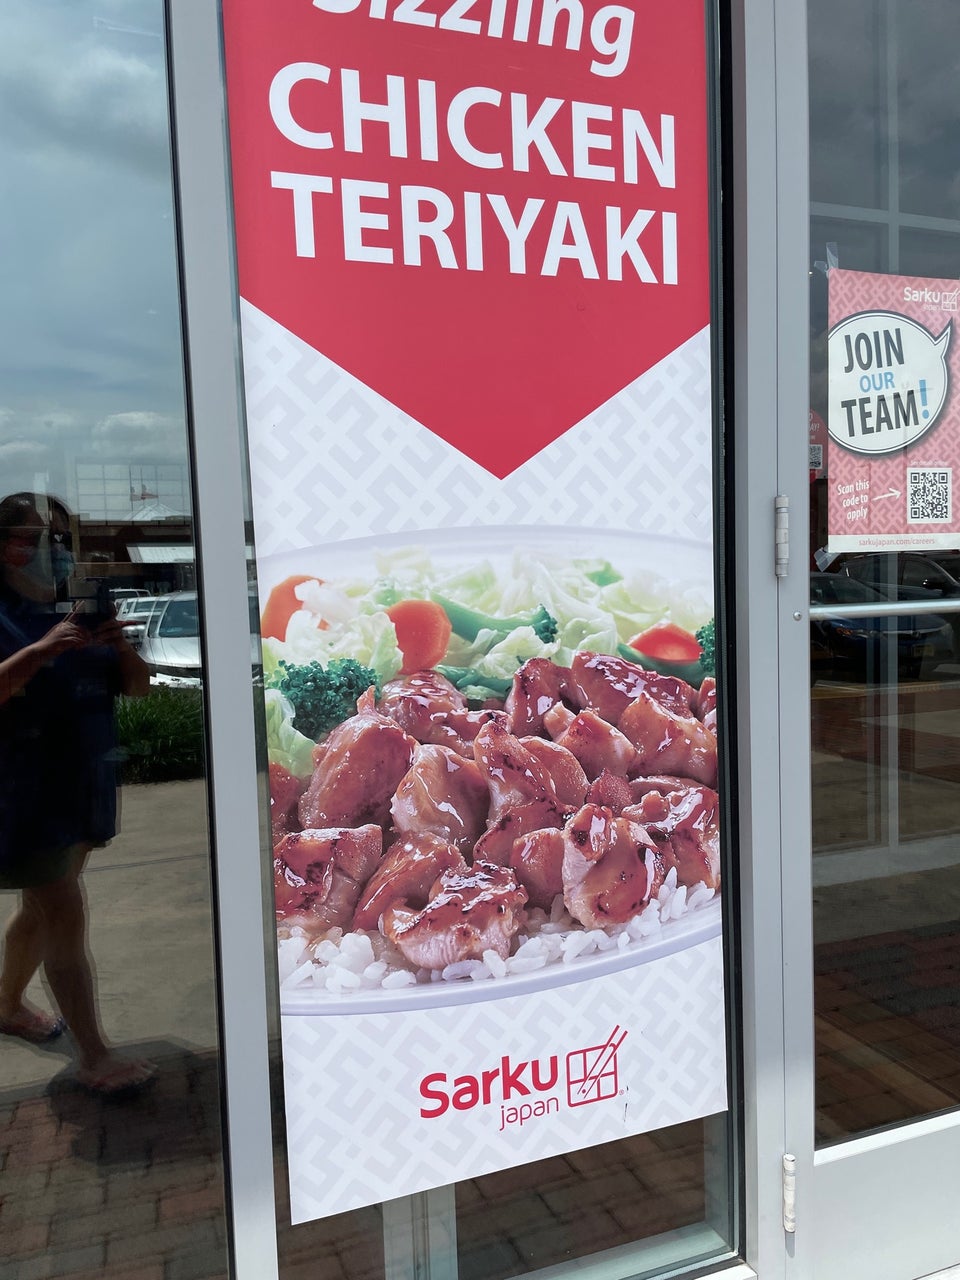 Sizzling
CHICKEN
TERIYAKI
Sarku
japan
Sarku
japan
JOIN
OUR
TEAM!
Scan this
code to
apply
sarkujapan.com/careers